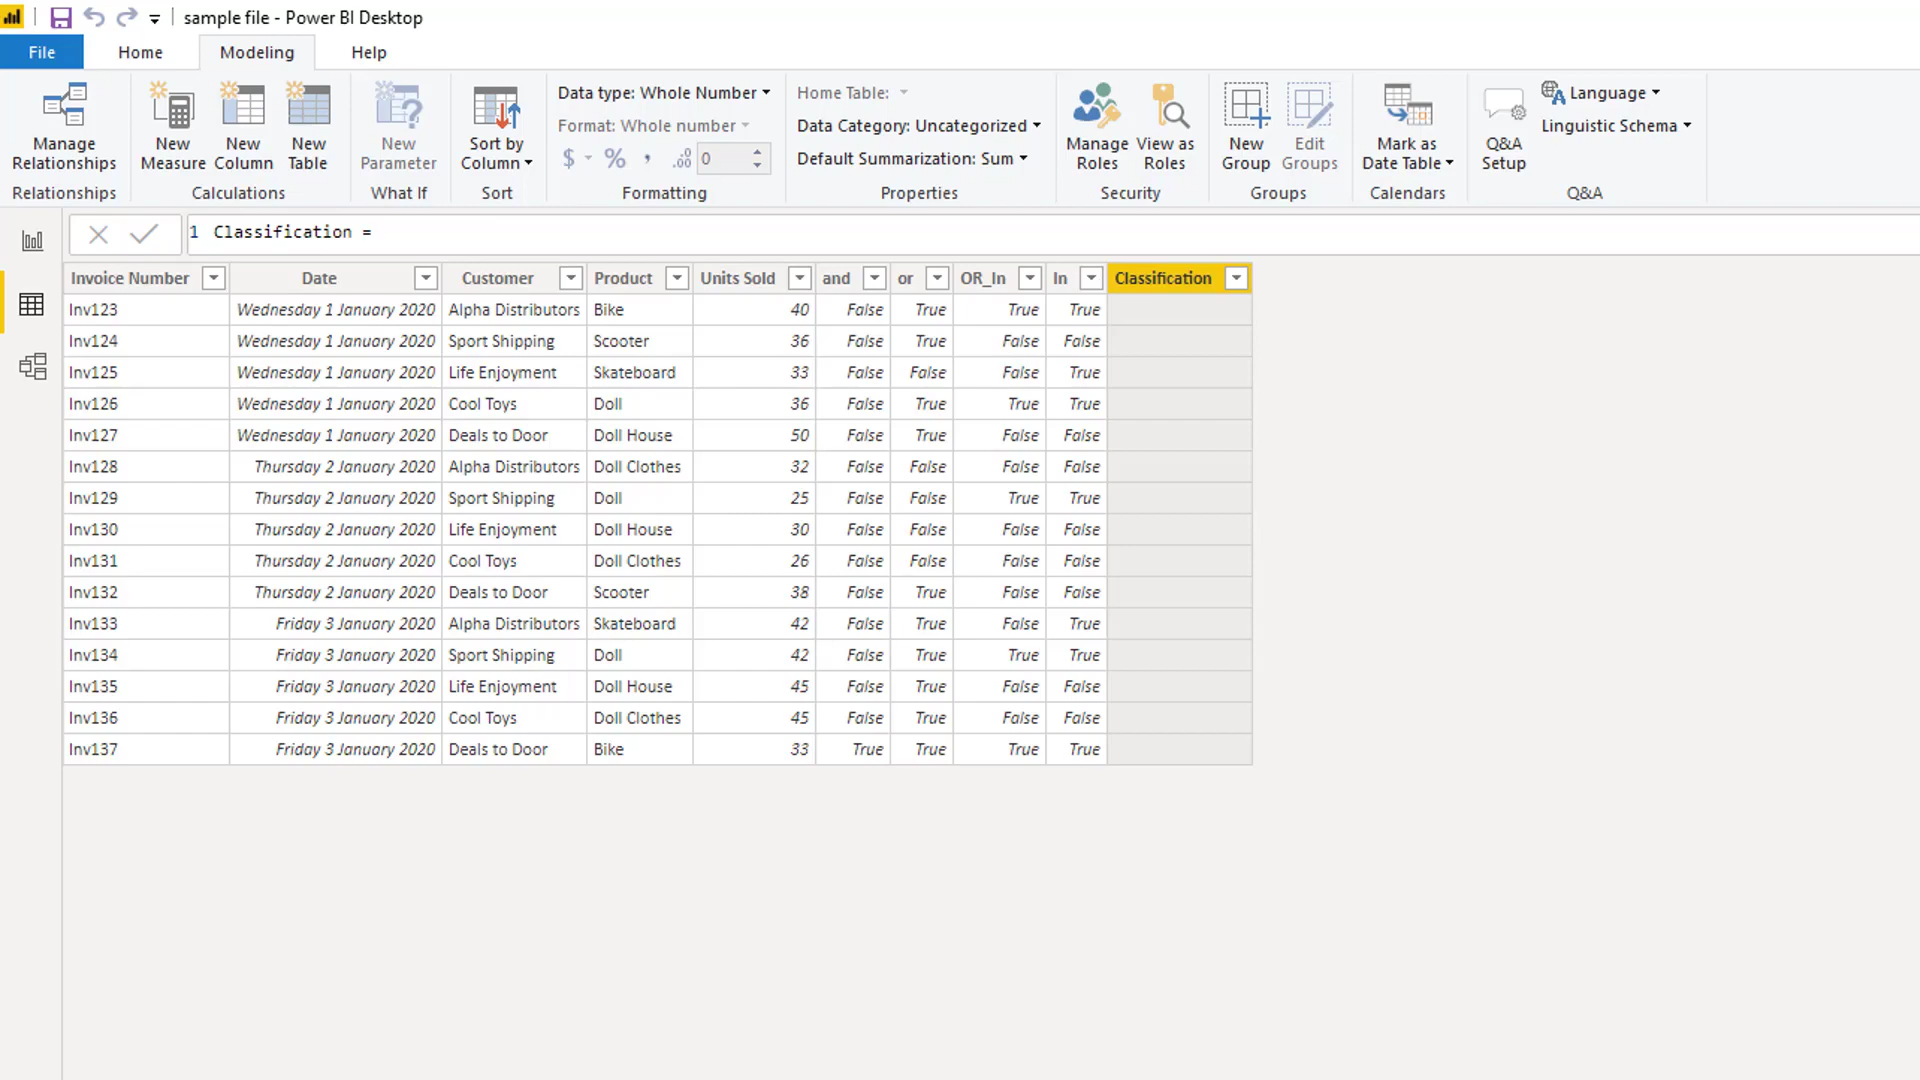 sample file - Power BI Desktop
File Home Modeling Help
Manage Relationships
New Measure
New Column
New Table
New Parameter
Sort by Column
Data type: Whole Number
Format: Whole number
$ % , .00 0
Home Table:
Data Category: Uncategorized
Default Summarization: Sum
Manage Roles
View as Roles
New Group
Edit Groups
Mark as Date Table
Q&A Setup
Language
Linguistic Schema
Relationships Calculations What If Sort Formatting Properties Security Groups Calendars Q&A
1 Classification =
Invoice Number Date Customer Product Units Sold and or OR_In In Classification
Inv123 Wednesday 1 January 2020 Alpha Distributors Bike 40 False True True True
Inv124 Wednesday 1 January 2020 Sport Shipping Scooter 36 False True False False
Inv125 Wednesday 1 January 2020 Life Enjoyment Skateboard 33 False False False True
Inv126 Wednesday 1 January 2020 Cool Toys Doll 36 False True True True
Inv127 Wednesday 1 January 2020 Deals to Door Doll House 50 False True False False
Inv128 Thursday 2 January 2020 Alpha Distributors Doll Clothes 32 False False False False
Inv129 Thursday 2 January 2020 Sport Shipping Doll 25 False False True True
Inv130 Thursday 2 January 2020 Life Enjoyment Doll House 30 False False False False
Inv131 Thursday 2 January 2020 Cool Toys Doll Clothes 26 False False False False
Inv132 Thursday 2 January 2020 Deals to Door Scooter 38 False True False False
Inv133 Friday 3 January 2020 Alpha Distributors Skateboard 42 False True False True
Inv134 Friday 3 January 2020 Sport Shipping Doll 42 False True True True
Inv135 Friday 3 January 2020 Life Enjoyment Doll House 45 False True False False
Inv136 Friday 3 January 2020 Cool Toys Doll Clothes 45 False True False False
Inv137 Friday 3 January 2020 Deals to Door Bike 33 True True True True